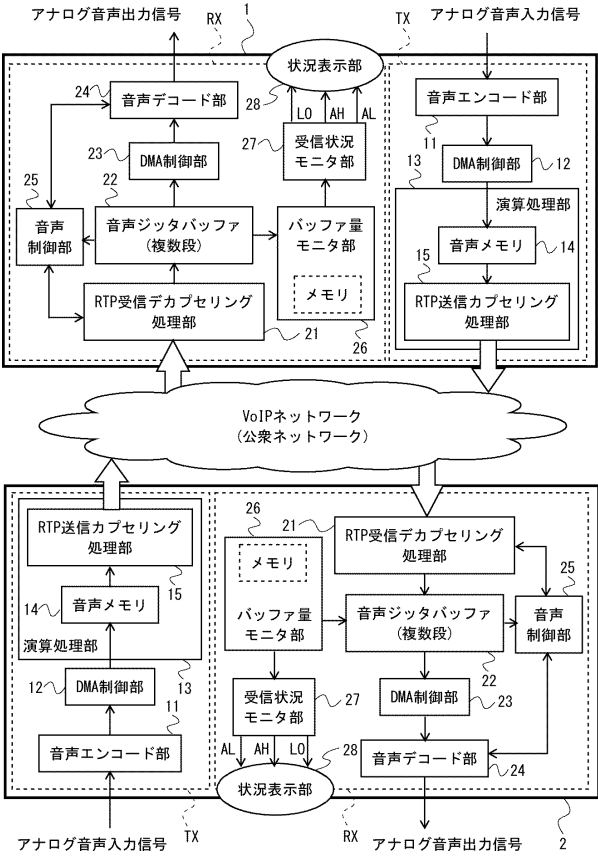 アナログ音声出力信号
RX
1
TX
アナログ音声入力信号
状況表示部
28
LO
AH
AL
24
音声デコード部
23
DMA制御部
27
受信状況
モニタ部
25
音声
制御部
22
音声ジッタバッファ
(複数段)
バッファ量
モニタ部
メモリ
26
RTP受信デカプセリング
処理部
21
音声エンコード部
11
DMA制御部
12
13
演算処理部
音声メモリ
14
15
RTP送信カプセリング
処理部
VoIPネットワーク
(公衆ネットワーク)
RTP送信カプセリング
処理部
15
14
音声メモリ
演算処理部
13
12
DMA制御部
11
音声エンコード部
26
メモリ
バッファ量
モニタ部
21
RTP受信デカプセリング
処理部
25
音声
制御部
音声ジッタバッファ
(複数段)
22
受信状況
モニタ部
27
DMA制御部
23
AL
AH
LO
28
音声デコード部
24
状況表示部
アナログ音声入力信号
TX
RX
アナログ音声出力信号
2